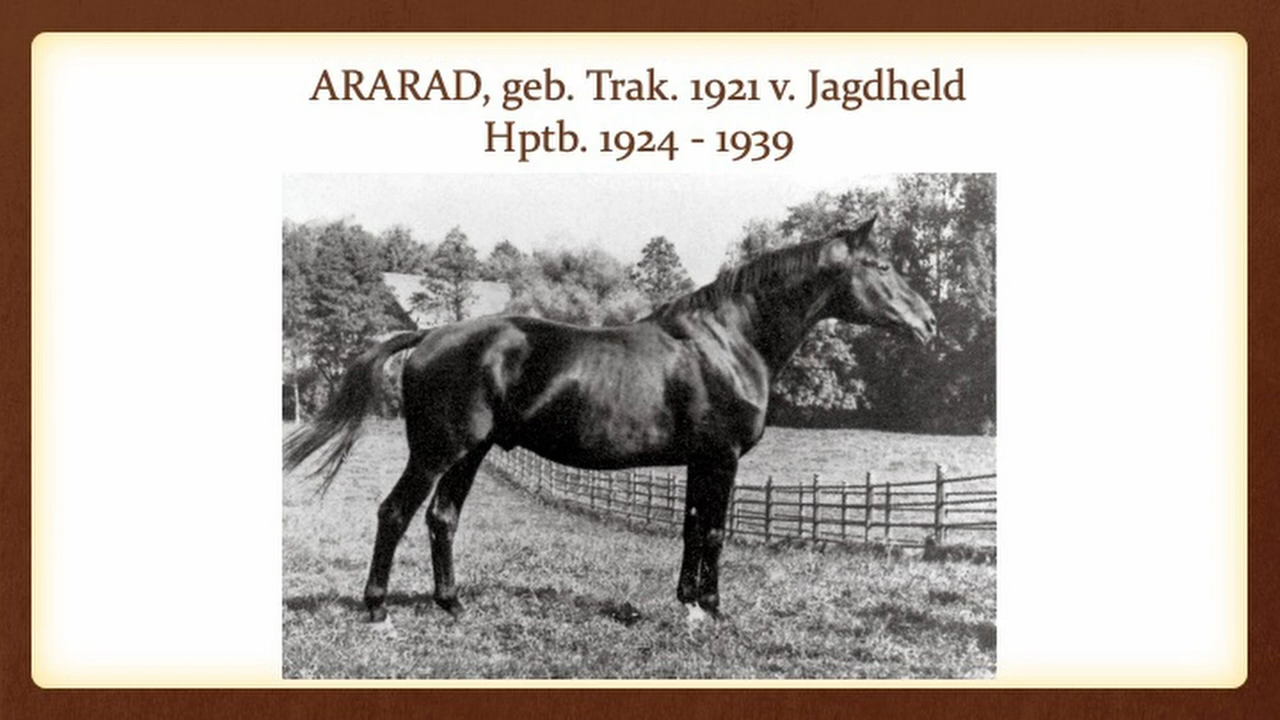 ARARAD, geb. Trak. 1921 v. Jagdheld
Hptb. 1924 - 1939